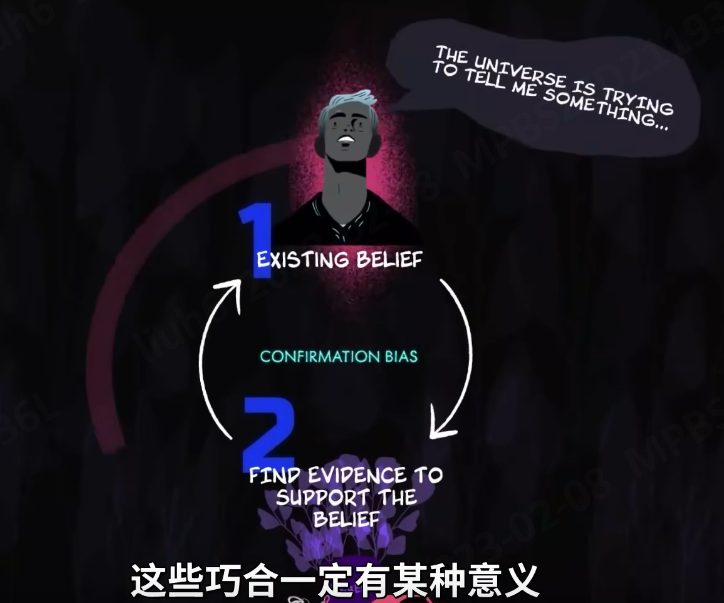 THE UNIVERSE IS TRYING
TO TELL ME SOMETHING...
1
EXISTING BELIEF
CONFIRMATION BIAS
2
FIND EVIDENCE TO
SUPPORT THE
BELIEF
这些巧合一定有某种意义